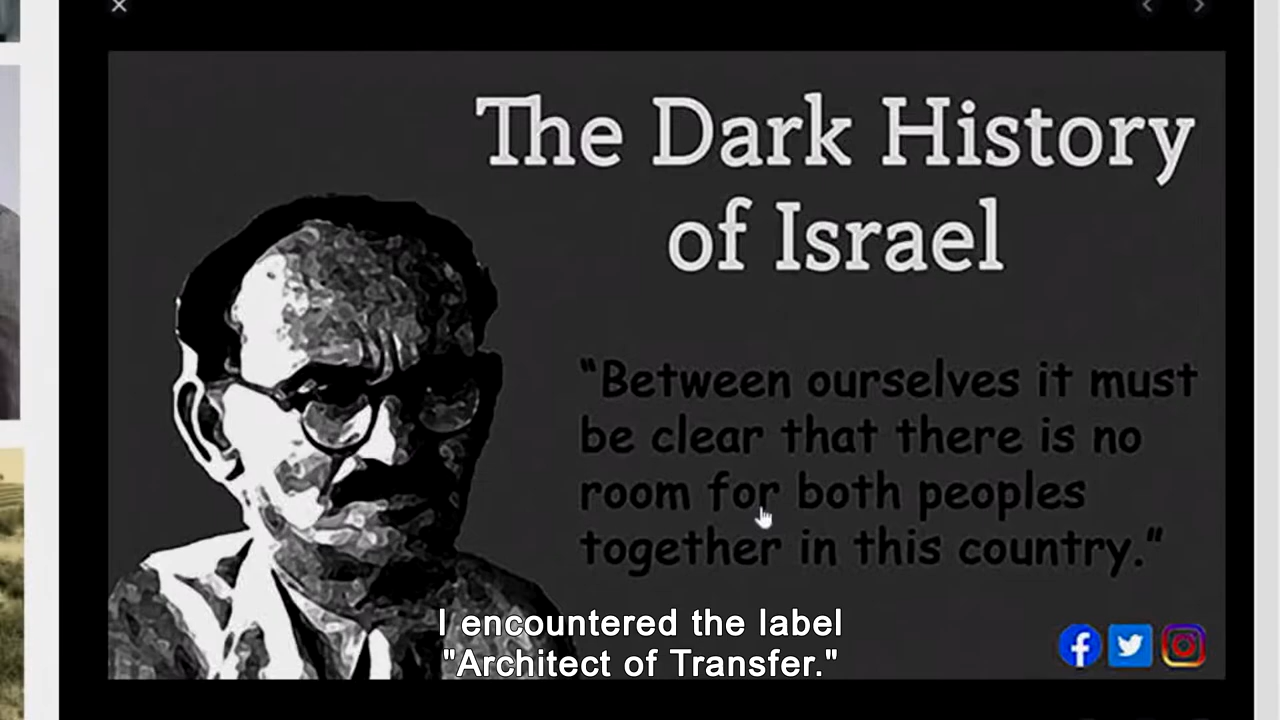 The Dark History
of Israel
"Between ourselves it must
be clear that there is no
room for both peoples
together in this country."
I encountered the label
"Architect of Transfer."